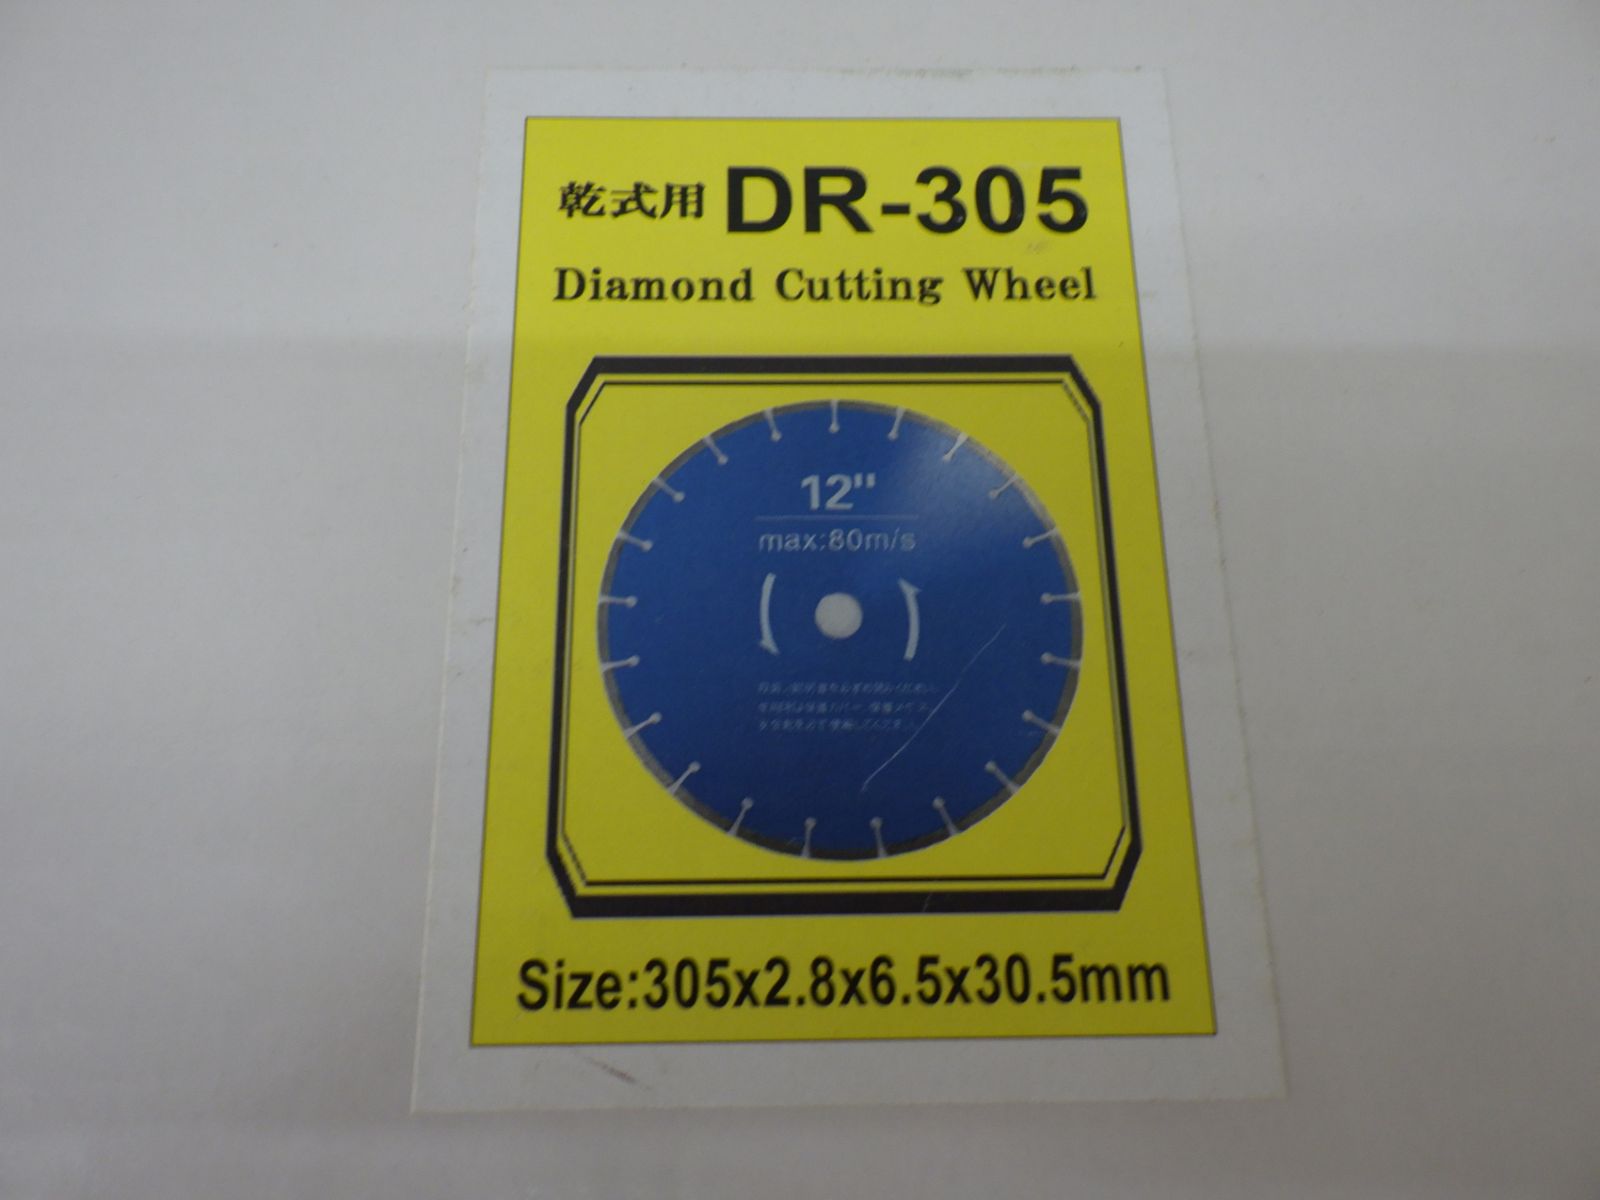 乾式用 DR-305
Diamond Cutting Wheel
12"
max:80m/s
Size:305x2.8x6.5x30.5mm